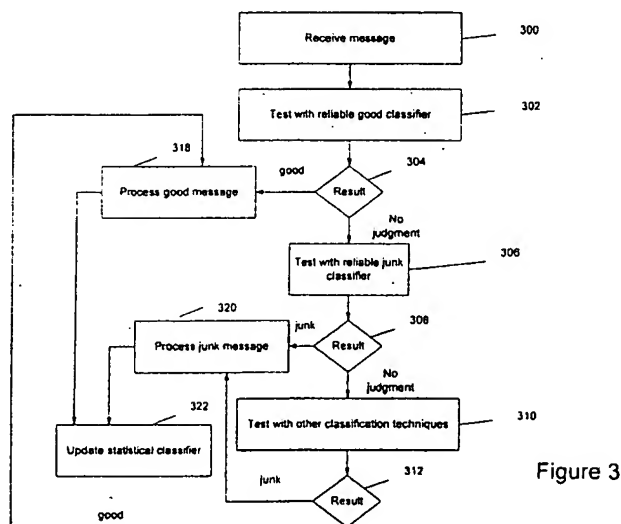 Receive message
300
Test with reliable good classifier
302
318
304
good
Process good message
Result
No
judgment
306
Test with reliable junk
classifier
320
308
junk
Process junk message
Result
No
judgment
322
Test with other classification techniques
310
Update statistical classifier
312
junk
Result
good
Figure 3